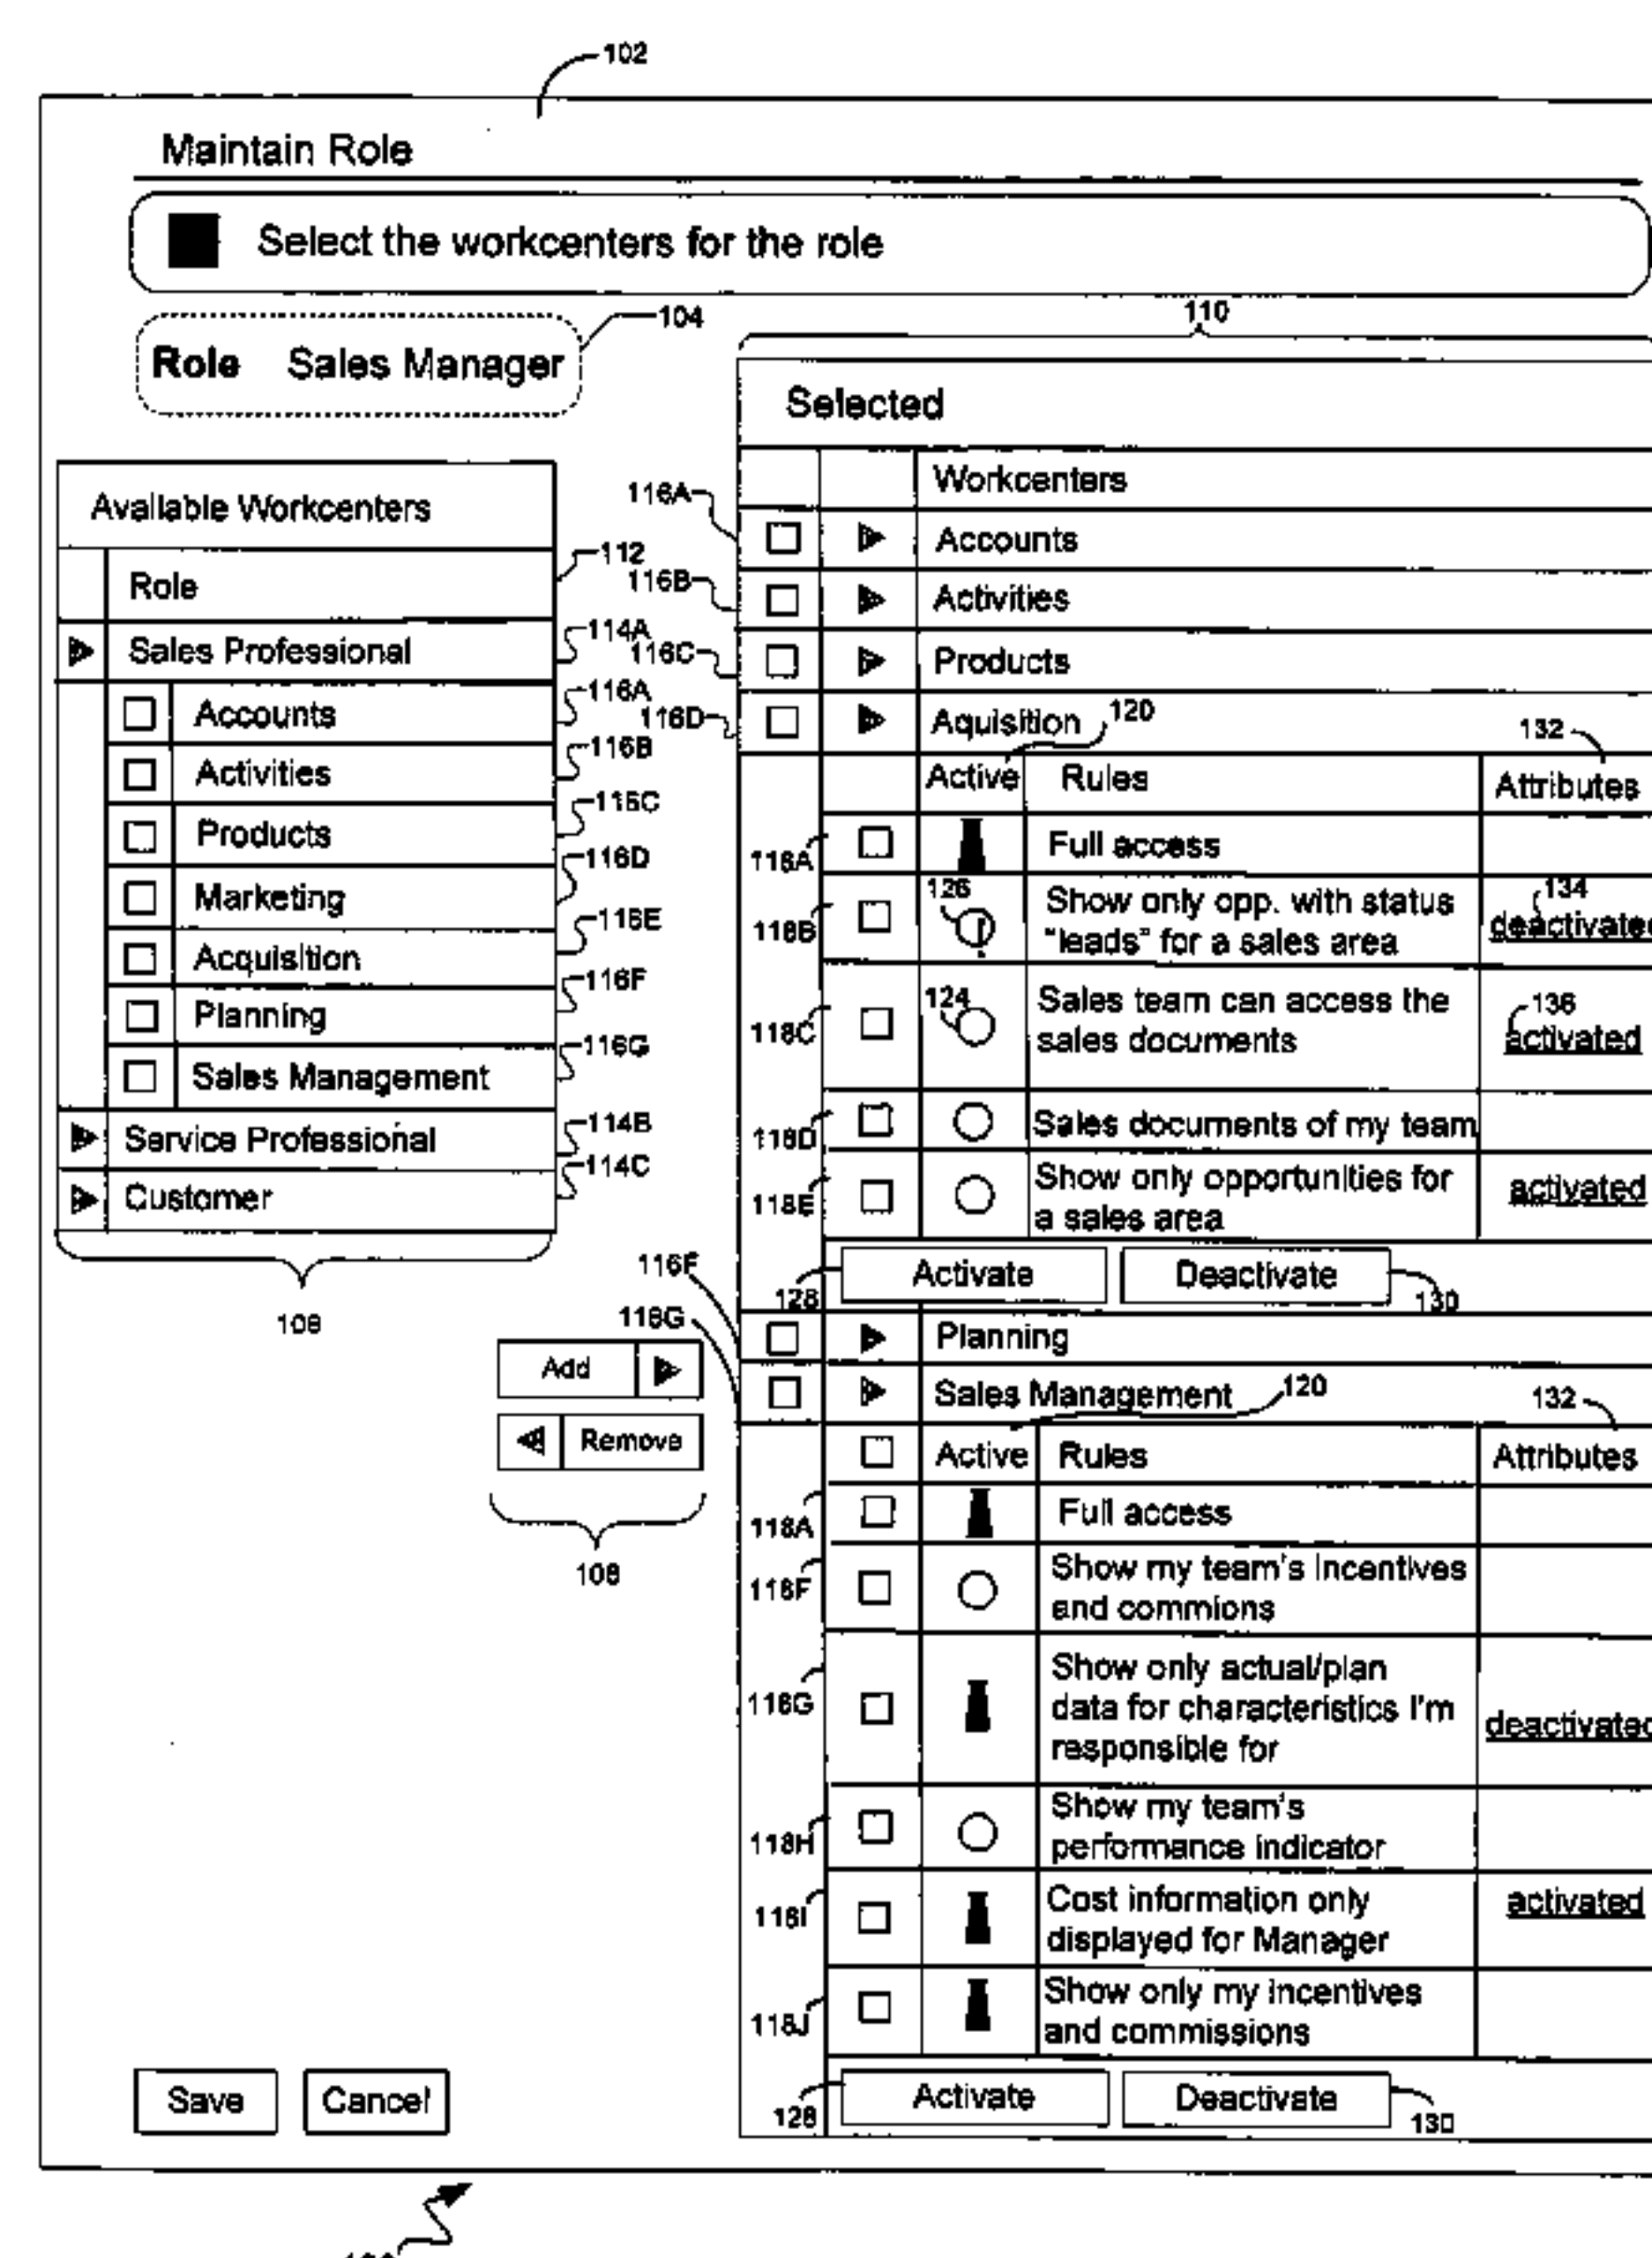 102
Maintain Role
Select the workcenters for the role
104
Role Sales Manager
110
Selected
Available Workcenters
Role
112
Sales Professional
114A
Accounts
116A
Activities
116B
Products
116C
Marketing
116D
Acquisition
116E
Planning
116F
Sales Management
116G
Service Professional
114B
Customer
114C
106
Add
Remove
108
Workcenters
116A
Accounts
116B
Activities
116C
Products
116D
Aquisition
120
132
Active Rules Attributes
118A
Full access
126
118B
Show only opp. with status
"leads" for a sales area
134
124
118C
Sales team can access the
sales documents
136
activated
118D
Sales documents of my team
118E
Show only opportunities for
a sales area
activated
128
Activate
Deactivate
130
116F
Planning
116G
Sales Management
120
132
Active Rules Attributes
118A
Full access
118F
Show my team's Incentives
and commions
118G
Show only actual/plan
data for characteristics I'm
responsible for
118H
Show my team's
performance indicator
118I
Cost information only
displayed for Manager
activated
118J
Show only my incentives
and commissions
128
Activate
Deactivate
130
Save
Cancel